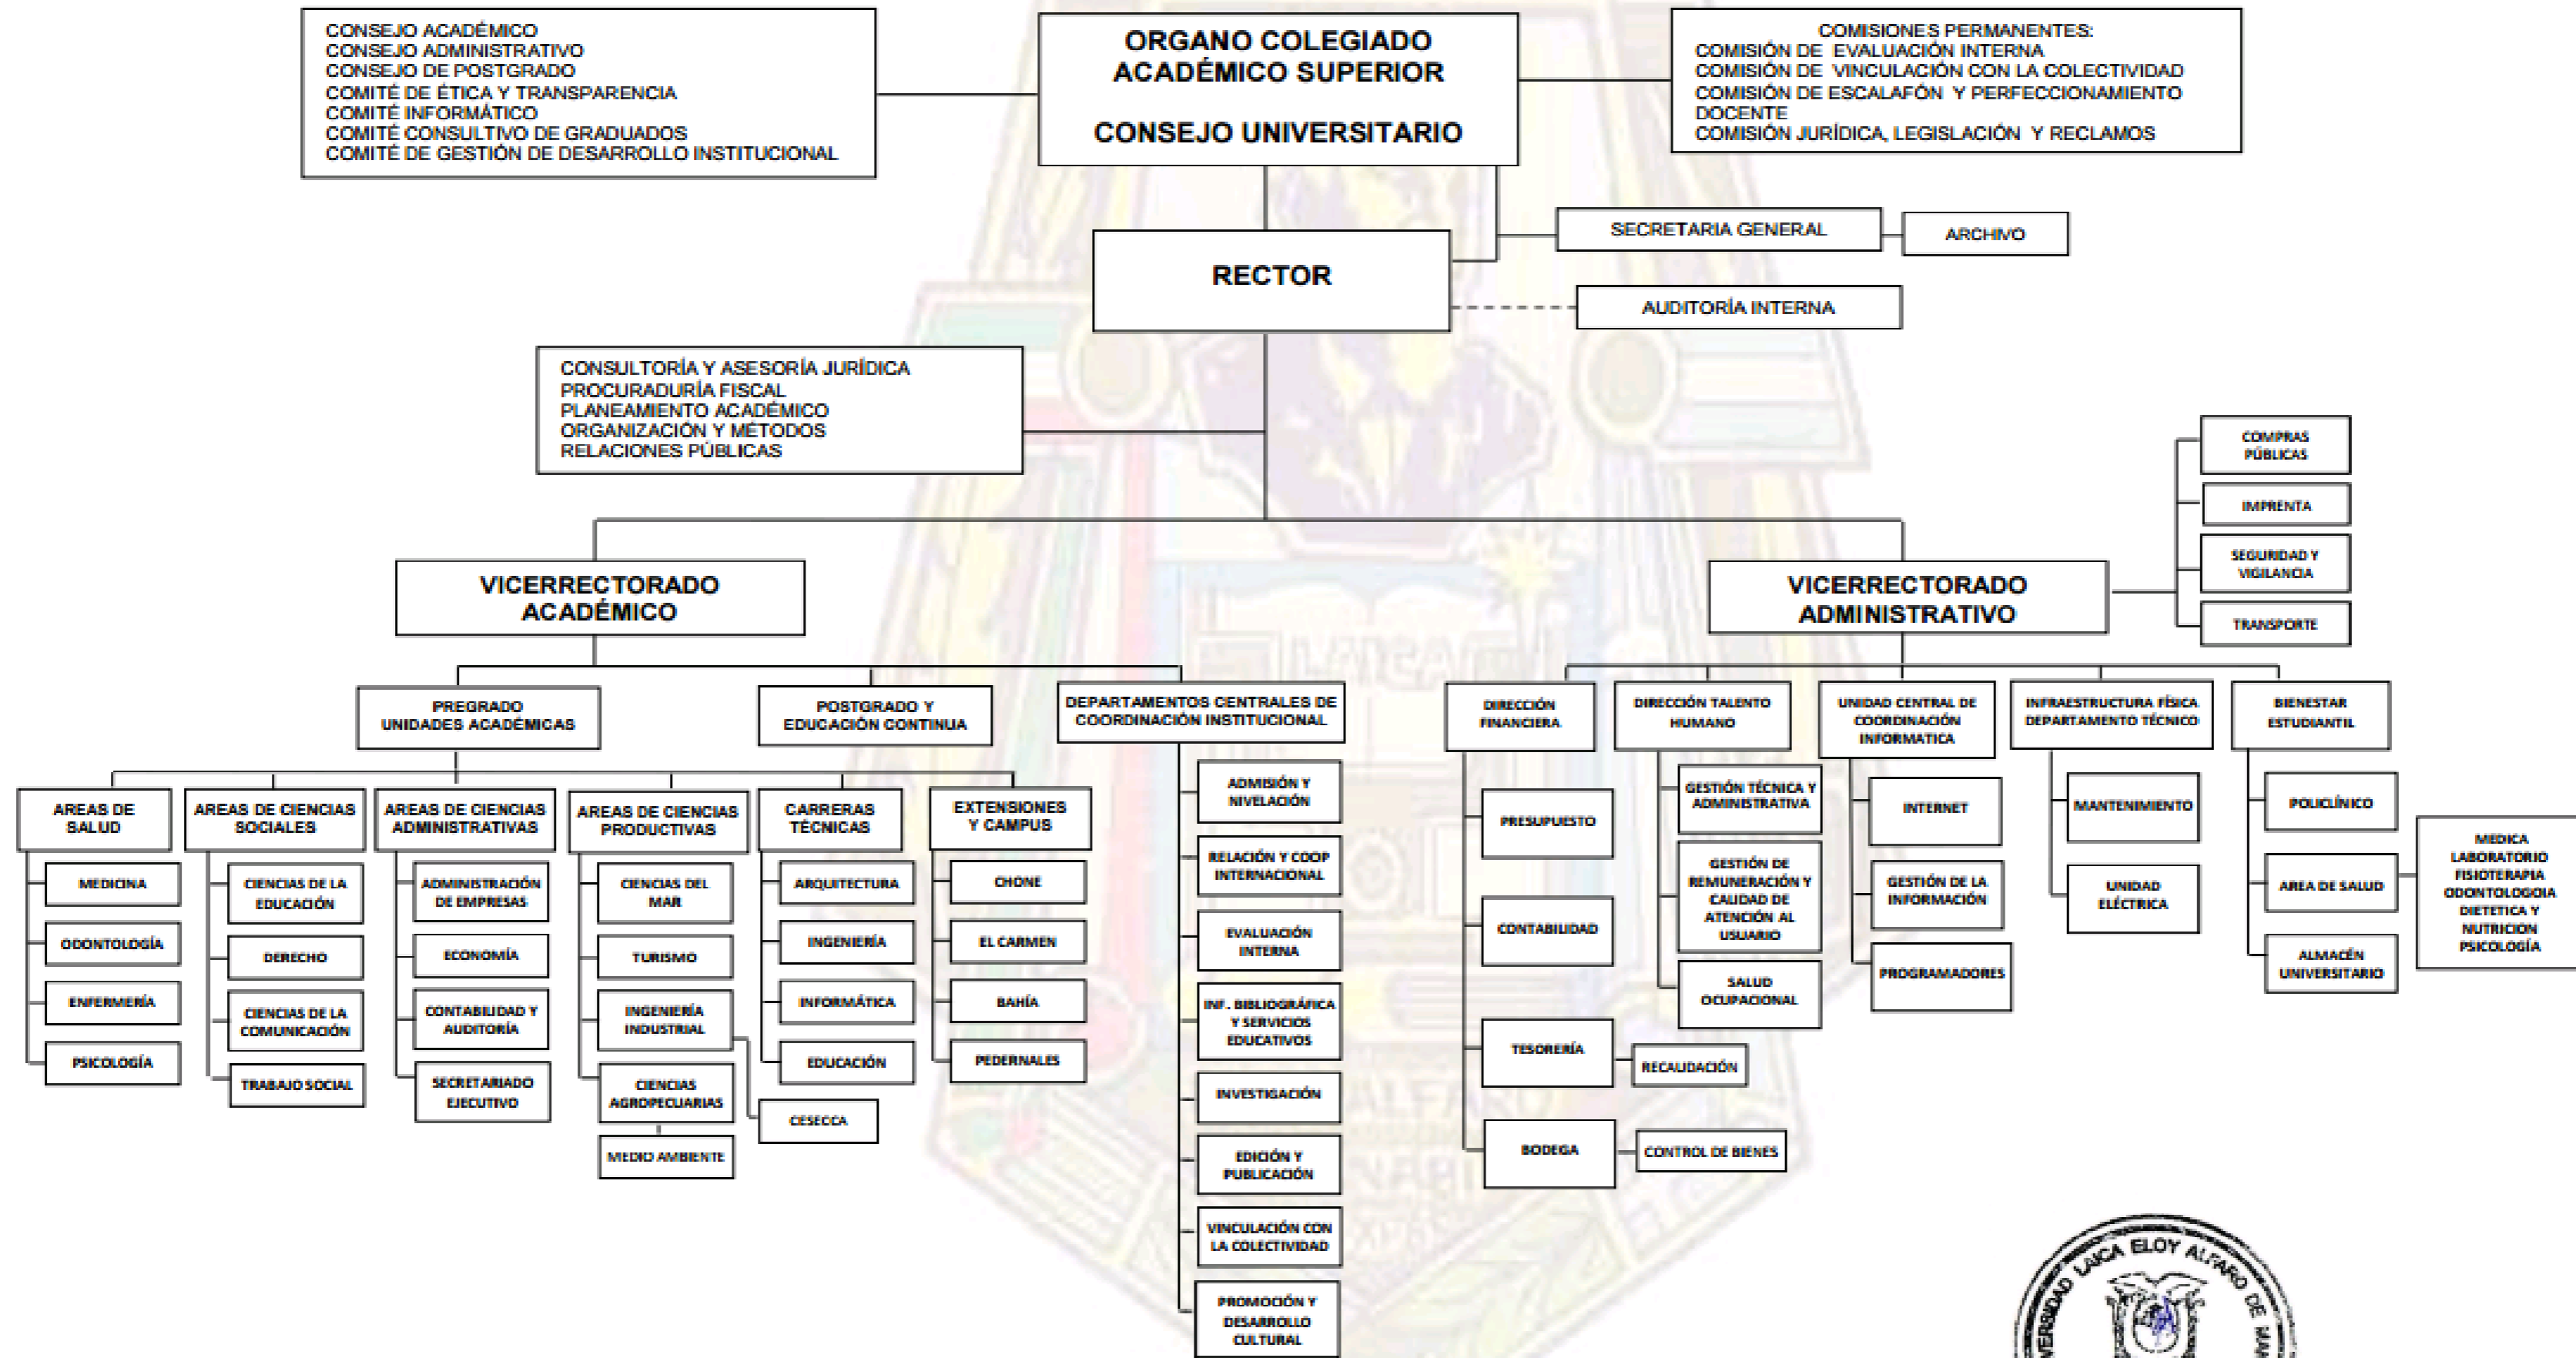 CONSEJO ACADÉMICO
CONSEJO ADMINISTRATIVO
CONSEJO DE POSTGRADO
COMITÉ DE ÉTICA Y TRANSPARENCIA
COMITÉ INFORMÁTICO
COMITÉ CONSULTIVO DE GRADUADOS
COMITÉ DE GESTIÓN DE DESARROLLO INSTITUCIONAL
ORGANO COLEGIADO
ACADÉMICO SUPERIOR
CONSEJO UNIVERSITARIO
COMISIONES PERMANENTES:
COMISIÓN DE EVALUACIÓN INTERNA
COMISIÓN DE VINCULACIÓN CON LA COLECTIVIDAD
COMISIÓN DE ESCALAFÓN Y PERFECCIONAMIENTO
DOCENTE
COMISIÓN JURÍDICA, LEGISLACIÓN Y RECLAMOS
SECRETARIA GENERAL
ARCHIVO
RECTOR
AUDITORÍA INTERNA
CONSULTORÍA Y ASESORÍA JURÍDICA
PROCURADURÍA FISCAL
PLANEAMIENTO ACADÉMICO
ORGANIZACIÓN Y MÉTODOS
RELACIONES PÚBLICAS
COMPRAS
PÚBLICAS
IMPRENTA
SEGURIDAD Y
VIGILANCIA
TRANSPORTE
VICERRECTORADO
ACADÉMICO
VICERRECTORADO
ADMINISTRATIVO
PREGRADO
UNIDADES ACADÉMICAS
POSTGRADO Y
EDUCACIÓN CONTINUA
DEPARTAMENTOS CENTRALES DE
COORDINACIÓN INSTITUCIONAL
DIRECCIÓN
FINANCIERA
DIRECCIÓN TALENTO
HUMANO
UNIDAD CENTRAL DE
COORDINACIÓN
INFORMATICA
INFRAESTRUCTURA FÍSICA
DEPARTAMENTO TÉCNICO
BIENESTAR
ESTUDIANTIL
AREAS DE
SALUD
AREAS DE CIENCIAS
SOCIALES
AREAS DE CIENCIAS
ADMINISTRATIVAS
AREAS DE CIENCIAS
PRODUCTIVAS
CARRERAS
TÉCNICAS
EXTENSIONES
Y CAMPUS
MEDICINA
ODONTOLOGÍA
ENFERMERÍA
PSICOLOGÍA
CIENCIAS DE LA
EDUCACIÓN
DERECHO
CIENCIAS DE LA
COMUNICACIÓN
TRABAJO SOCIAL
ADMINISTRACIÓN
DE EMPRESAS
ECONOMÍA
CONTABILIDAD Y
AUDITORÍA
SECRETARIADO
EJECUTIVO
CIENCIAS DEL
MAR
TURISMO
INGENIERÍA
INDUSTRIAL
CIENCIAS
AGROPECUARIAS
MEDIO AMBIENTE
CESECCA
ARQUITECTURA
INGENIERÍA
INFORMÁTICA
EDUCACIÓN
CHONE
EL CARMEN
BAHÍA
PEDERNALES
ADMISIÓN Y
NIVELACIÓN
RELACIÓN Y COOP
INTERNACIONAL
EVALUACIÓN
INTERNA
INF. BIBLIOGRÁFICA
Y SERVICIOS
EDUCATIVOS
INVESTIGACIÓN
EDICIÓN Y
PUBLICACIÓN
VINCULACIÓN CON
LA COLECTIVIDAD
PROMOCIÓN Y
DESARROLLO
CULTURAL
PRESUPUESTO
CONTABILIDAD
TESORERÍA
RECAUDACIÓN
BODEGA
CONTROL DE BIENES
GESTIÓN TÉCNICA Y
ADMINISTRATIVA
GESTIÓN DE
REMUNERACIÓN Y
CALIDAD DE
ATENCIÓN AL
USUARIO
SALUD
OCUPACIONAL
INTERNET
GESTIÓN DE LA
INFORMACIÓN
PROGRAMADORES
MANTENIMIENTO
UNIDAD
ELÉCTRICA
POLICLÍNICO
AREA DE SALUD
ALMACÉN
UNIVERSITARIO
MEDICA
LABORATORIO
FISIOTERAPIA
ODONTOLOGOIA
DIETETICA Y
NUTRICION
PSICOLOGÍA
LAICA ELOY ALFARO DE